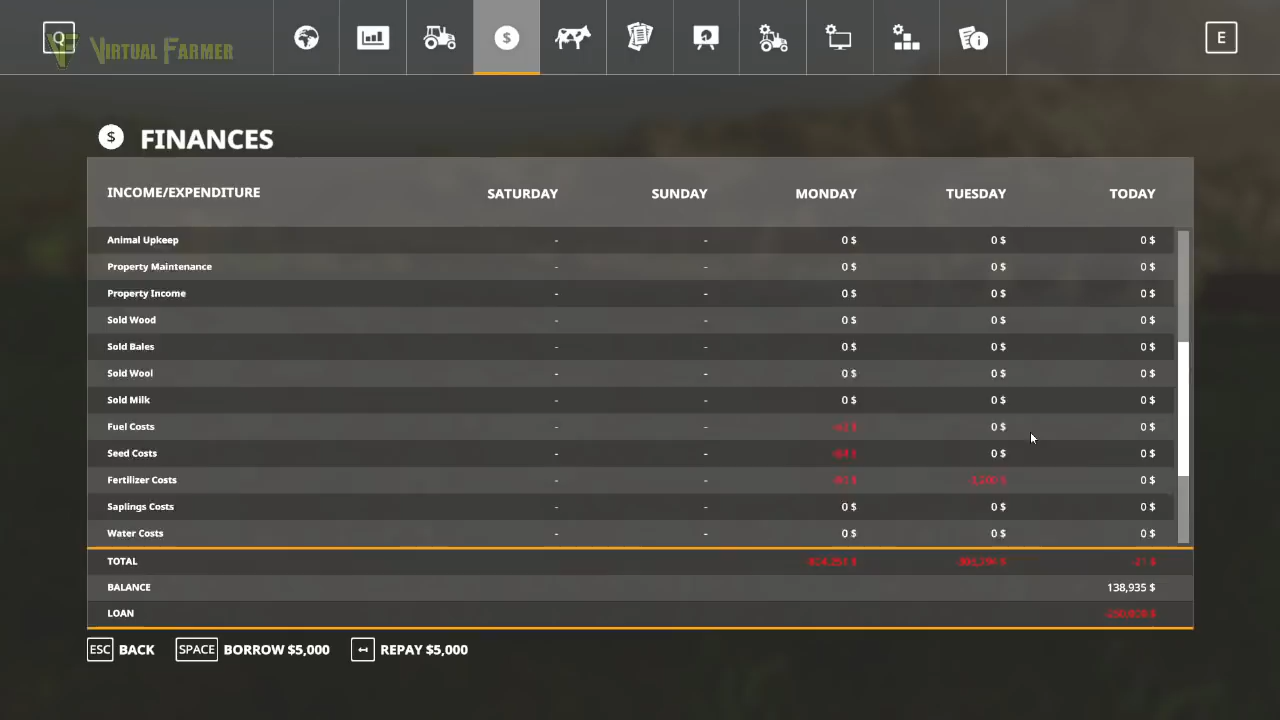 Q VIRTUAL FARMER E
$ FINANCES
INCOME/EXPENDITURE SATURDAY SUNDAY MONDAY TUESDAY TODAY
Animal Upkeep - - 0 $ 0 $ 0 $
Property Maintenance - - 0 $ 0 $ 0 $
Property Income - - 0 $ 0 $ 0 $
Sold Wood - - 0 $ 0 $ 0 $
Sold Bales - - 0 $ 0 $ 0 $
Sold Wool - - 0 $ 0 $ 0 $
Sold Milk - - 0 $ 0 $ 0 $
Fuel Costs - - 0 $ 0 $
Seed Costs - - 0 $ 0 $
Fertilizer Costs - - 0 $
Saplings Costs - - 0 $ 0 $ 0 $
Water Costs - - 0 $ 0 $ 0 $
TOTAL
BALANCE 138,935 $
LOAN
ESC BACK SPACE BORROW $5,000 REPAY $5,000